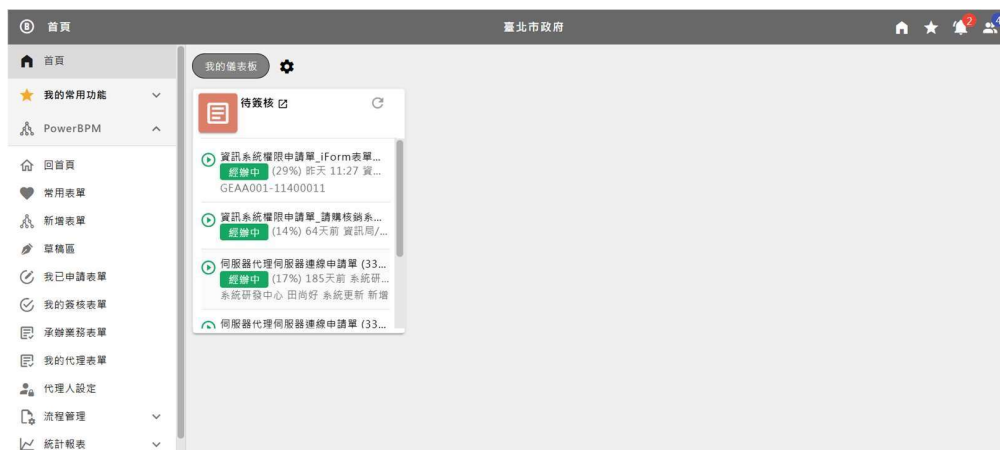 B 首頁
臺北市政府
2
4
首頁
我的常用功能
PowerBPM
回首頁
常用表單
新增表單
草稿區
我已申請表單
我的簽核表單
承辦業務表單
我的代理表單
代理人設定
流程管理
統計報表
我的儀表板
待簽核
資訊系統權限申請單_iForm表單...
經辦中 (29%) 昨天 11:27 資...
GEAA001-11400011
資訊系統權限申請單_請購核銷系...
經辦中 (14%) 64天前 資訊局/...
伺服器代理伺服器連線申請單 (33...
經辦中 (17%) 185天前 系統研...
系統研發中心 田尚好 系統更新 新增
伺服器代理伺服器連線申請單 (33...